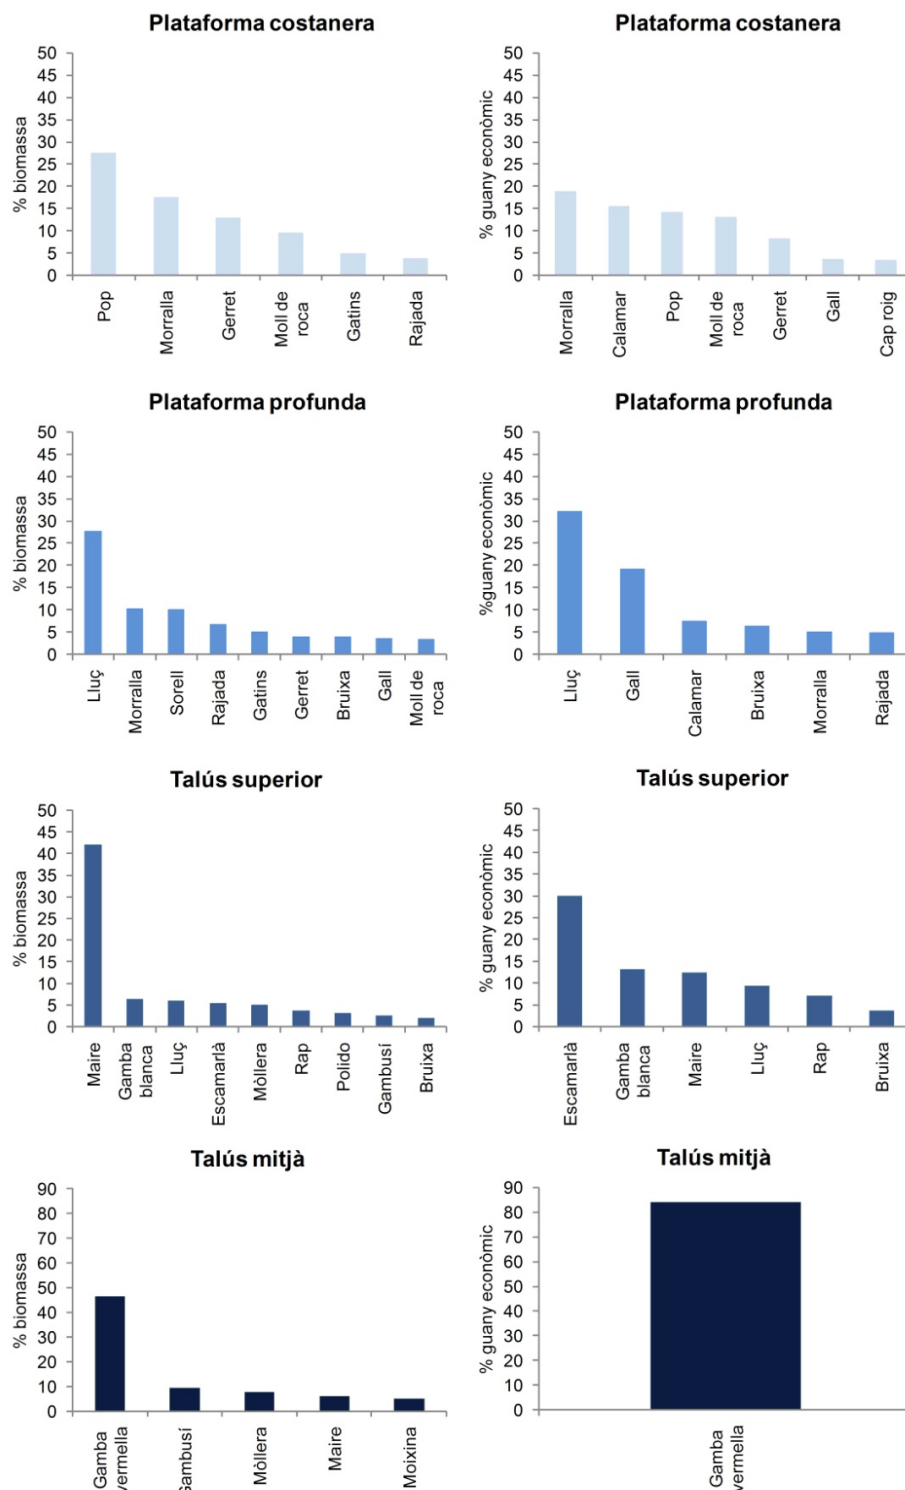 Plataforma costanera
% biomassa
50
45
40
35
30
25
20
15
10
5
0
Pop
Morralla
Gerret
Moll de
roca
Gatins
Rajada
Plataforma costanera
% guany econòmic
50
45
40
35
30
25
20
15
10
5
0
Morralla
Calamar
Pop
Moll de
roca
Gerret
Gall
Cap roig
Plataforma profunda
% biomassa
50
45
40
35
30
25
20
15
10
5
0
Lluç
Morralla
Sorell
Rajada
Gatins
Gerret
Bruixa
Gall
Moll de
roca
Plataforma profunda
%guany econòmic
50
45
40
35
30
25
20
15
10
5
0
Lluç
Gall
Calamar
Bruixa
Morralla
Rajada
Talús superior
% biomassa
50
45
40
35
30
25
20
15
10
5
0
Maire
Gamba
blanca
Lluç
Escamarlà
Mòllera
Rap
Polido
Gambusí
Bruixa
Talús superior
% guany econòmic
50
45
40
35
30
25
20
15
10
5
0
Escamarlà
Gamba
blanca
Maire
Lluç
Rap
Bruixa
Talús mitjà
% biomassa
90
80
70
60
50
40
30
20
10
0
Gamba
vermella
Gambusí
Mòllera
Maire
Moixina
Talús mitjà
% guany econòmic
90
80
70
60
50
40
30
20
10
0
Gamba
vermella